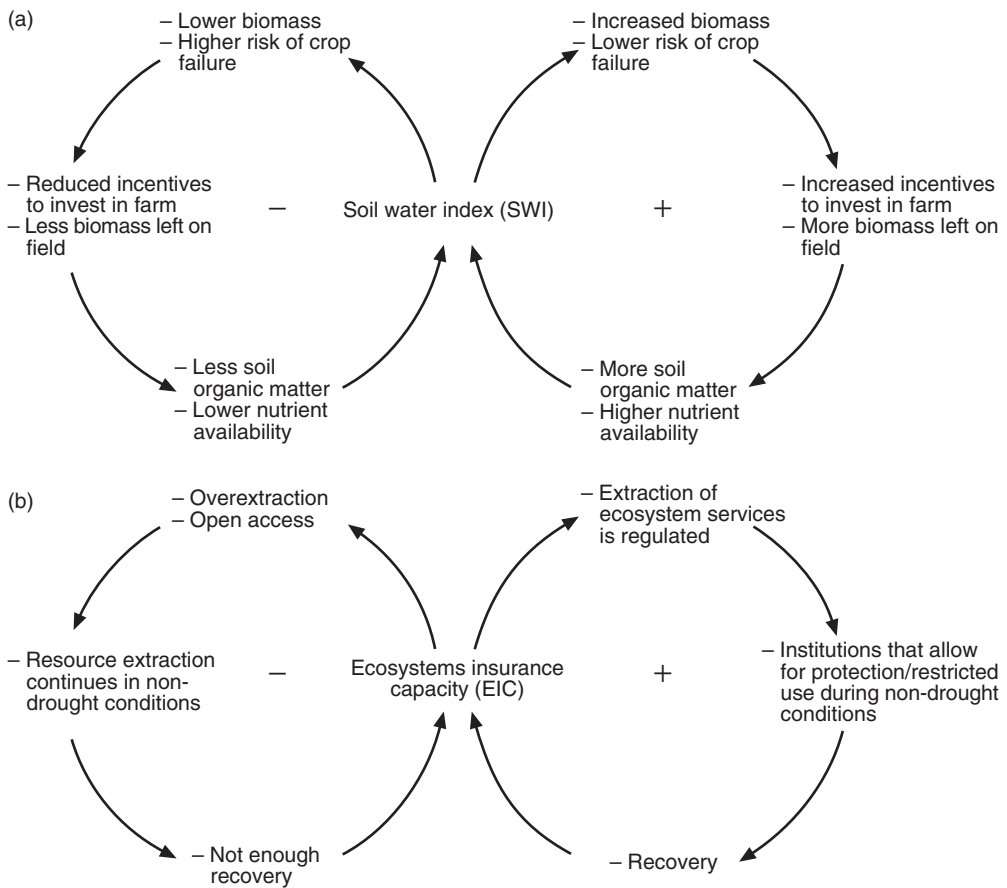 (a)
– Lower biomass
– Higher risk of crop
failure
– Increased biomass
– Lower risk of crop
failure
– Reduced incentives
to invest in farm
– Less biomass left on
field
–
Soil water index (SWI)
+
– Increased incentives
to invest in farm
– More biomass left on
field
– Less soil
organic matter
– Lower nutrient
availability
– More soil
organic matter
– Higher nutrient
availability
(b)
– Overextraction
– Open access
– Extraction of
ecosystem services
is regulated
– Resource extraction
continues in non-
drought conditions
–
Ecosystems insurance
capacity (EIC)
+
– Institutions that allow
for protection/restricted
use during non-drought
conditions
– Not enough
recovery
– Recovery